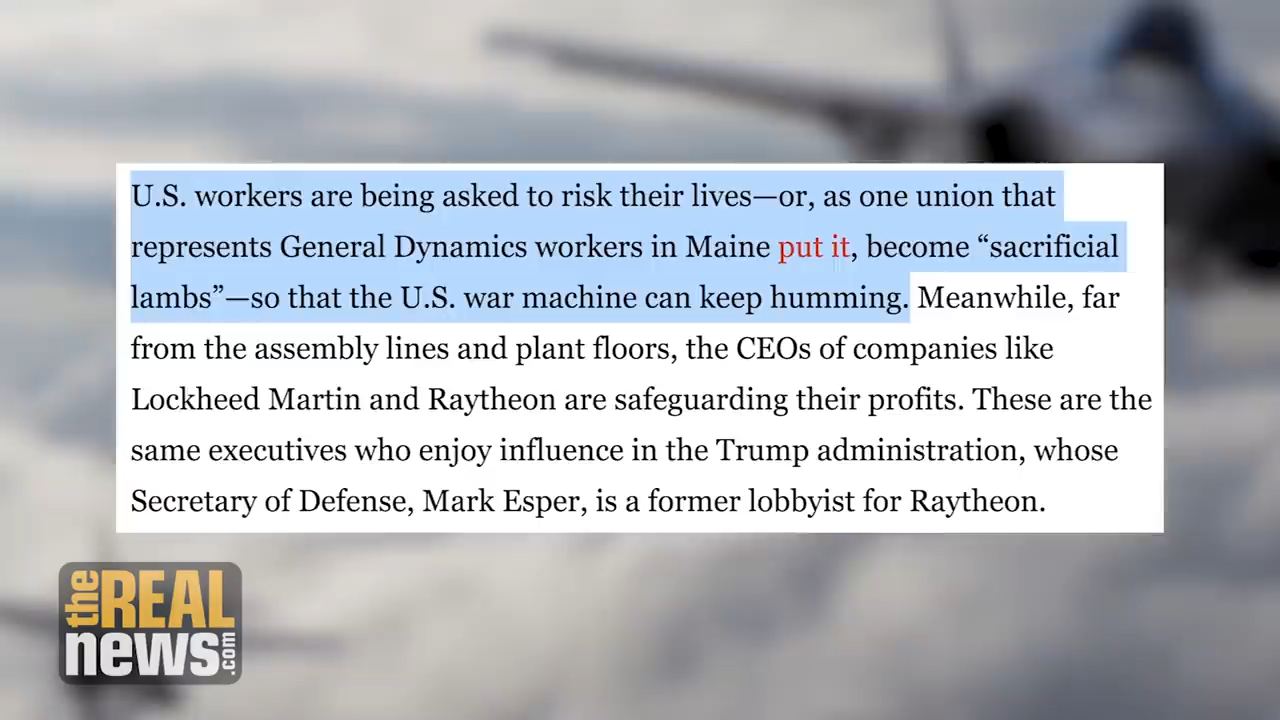 U.S. workers are being asked to risk their lives—or, as one union that
represents General Dynamics workers in Maine put it, become “sacrificial
lambs”—so that the U.S. war machine can keep humming. Meanwhile, far
from the assembly lines and plant floors, the CEOs of companies like
Lockheed Martin and Raytheon are safeguarding their profits. These are the
same executives who enjoy influence in the Trump administration, whose
Secretary of Defense, Mark Esper, is a former lobbyist for Raytheon.
the REAL
news.com